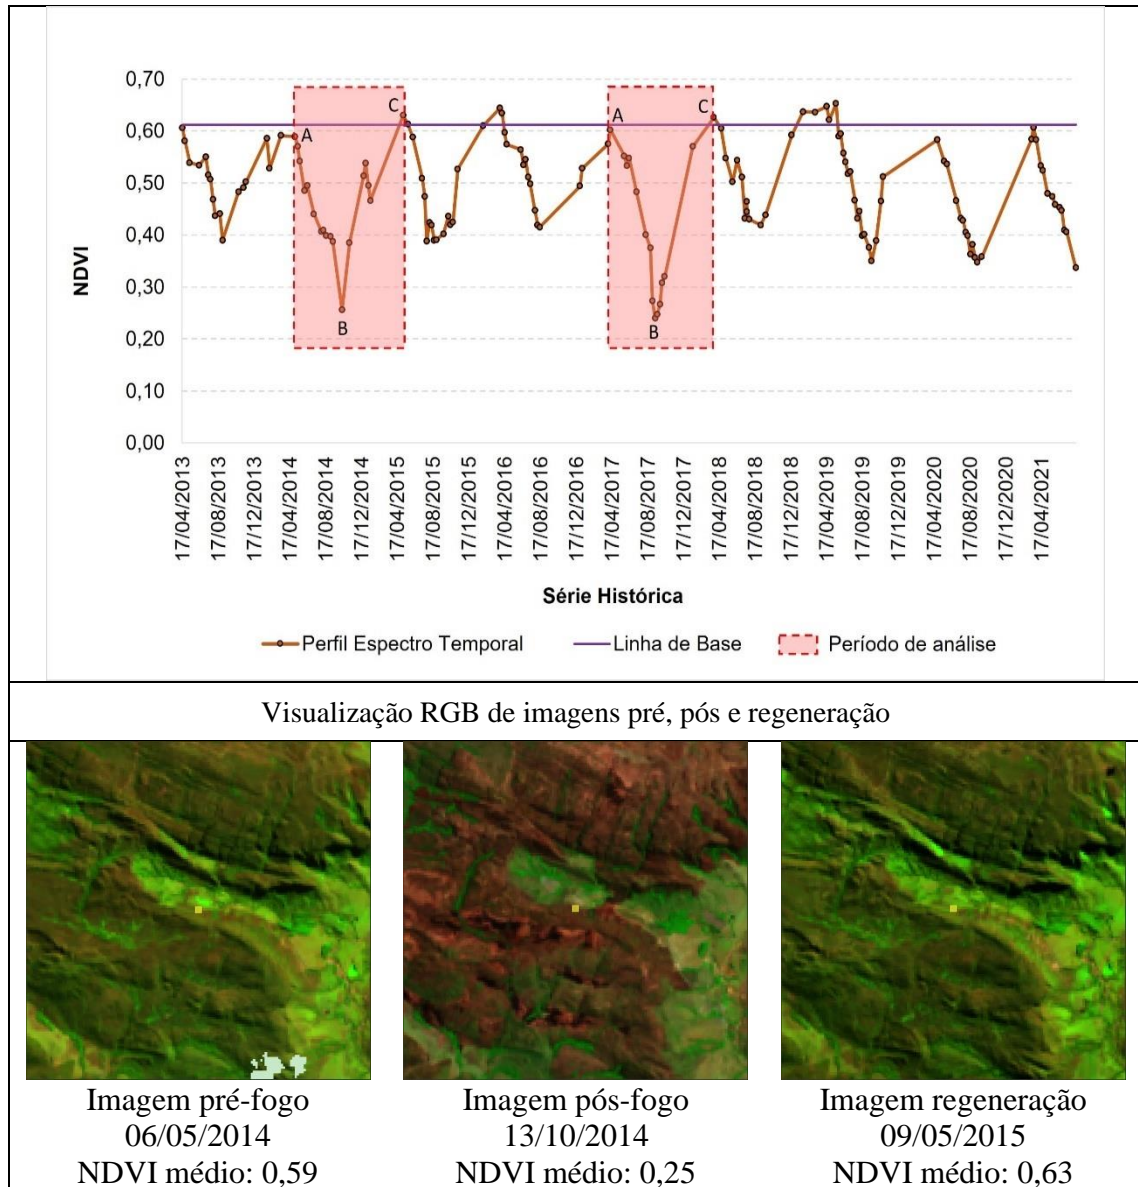 0,70
0,60
0,50
0,40
0,30
0,20
0,10
0,00
NDVI
A
B
C
A
B
C
17/04/2013
17/08/2013
17/12/2013
17/04/2014
17/08/2014
17/12/2014
17/04/2015
17/08/2015
17/12/2015
17/04/2016
17/08/2016
17/12/2016
17/04/2017
17/08/2017
17/12/2017
17/04/2018
17/08/2018
17/12/2018
17/04/2019
17/08/2019
17/12/2019
17/04/2020
17/08/2020
17/12/2020
17/04/2021
Série Histórica
Perfil Espectro Temporal Linha de Base Período de análise
Visualização RGB de imagens pré, pós e regeneração
Imagem pré-fogo
06/05/2014
NDVI médio: 0,59
Imagem pós-fogo
13/10/2014
NDVI médio: 0,25
Imagem regeneração
09/05/2015
NDVI médio: 0,63